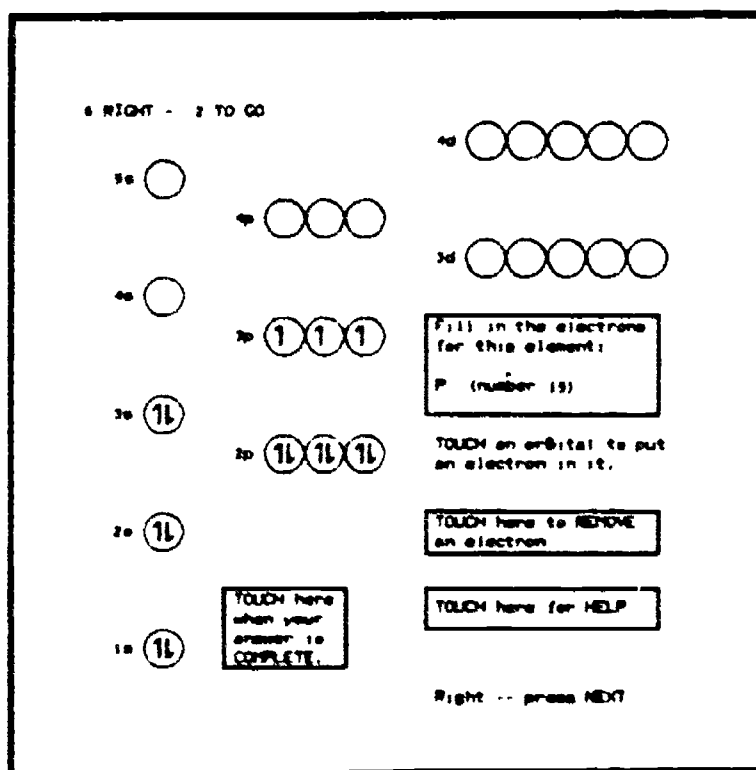 6 RIGHT - 2 TO GO
4d
5s
4p
3d
4s
3p
Fill in the electrons
for this element:
P (number 15)
3s
2p
TOUCH an orbital to put
an electron in it.
2s
TOUCH here to REMOVE
an electron
TOUCH here
when your
answer is
COMPLETE.
TOUCH here for HELP
1s
Right -- press NEXT